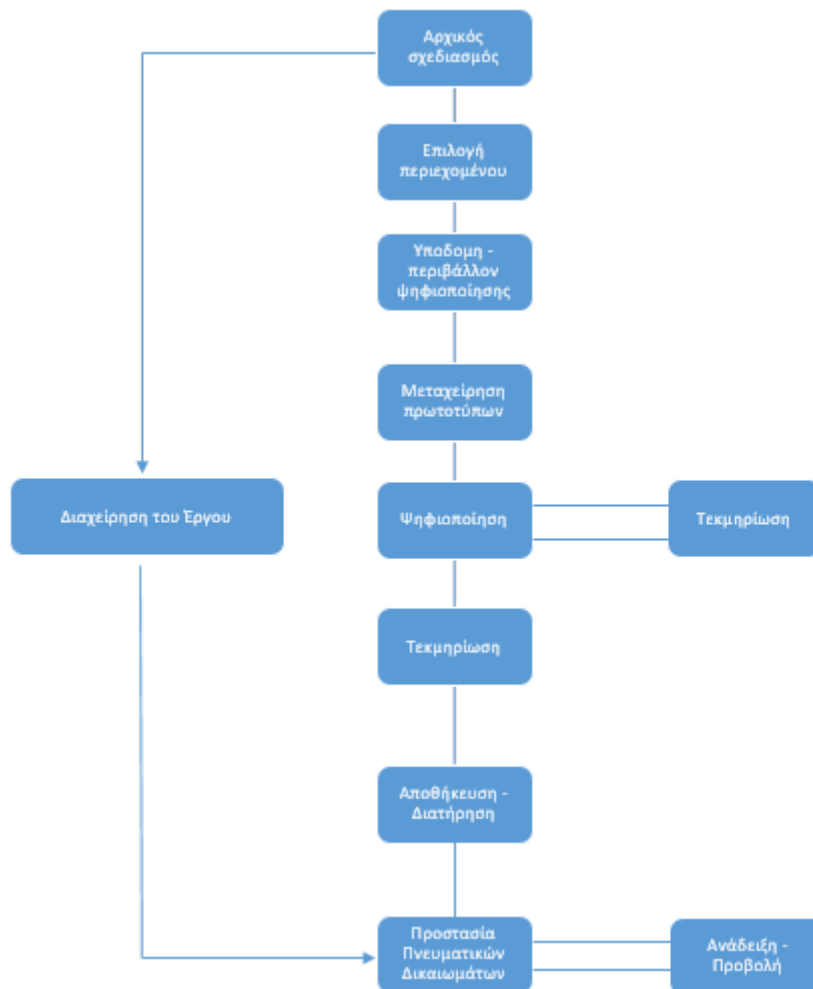 Αρχικός
σχεδιασμός
Επιλογή
περιεχομένου
Υποδομη -
περιβάλλον
ψηφιοποίησης
Μεταχείρηση
πρωτοτύπων
Διαχείρηση του Έργου
Ψηφιοποίηση
Τεκμηρίωση
Τεκμηρίωση
Αποθήκευση -
Διατήρηση
Προστασία
Πνευματικών
Δικαιωμάτων
Ανάδειξη -
Προβολή